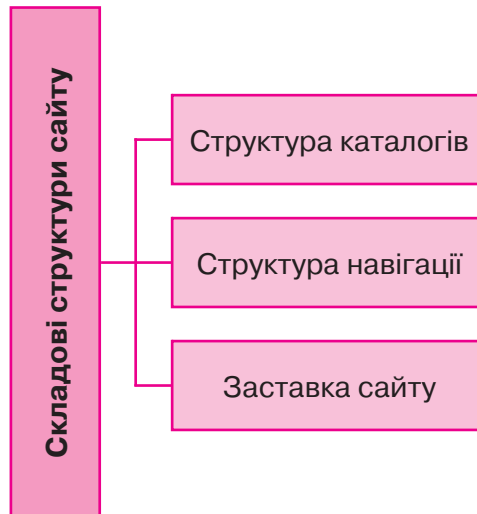 Складові структури сайту
Структура каталогів
Структура навігації
Заставка сайту